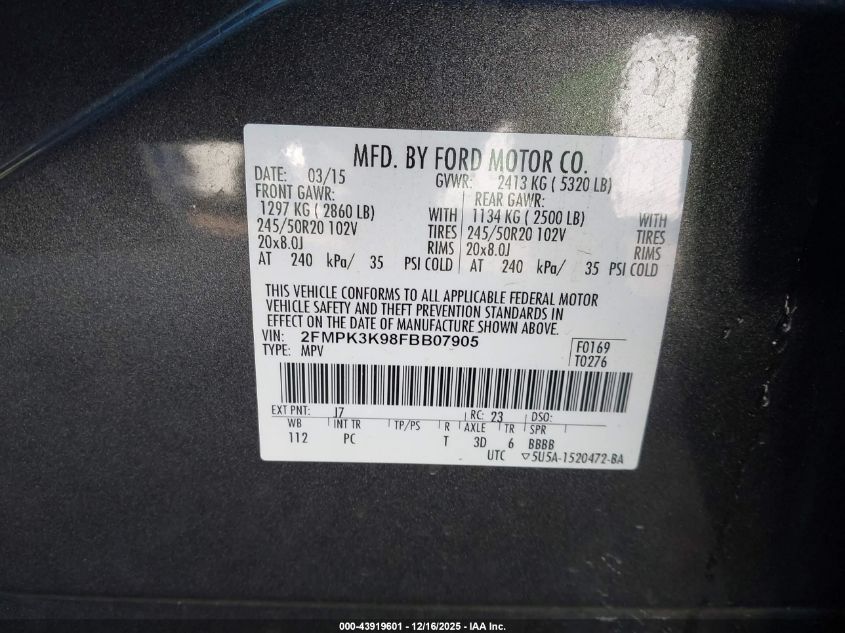 MFD. BY FORD MOTOR CO.
DATE: 03/15 GVWR: 2413 KG ( 5320 LB)
FRONT GAWR: REAR GAWR:
1297 KG ( 2860 LB) WITH 1134 KG ( 2500 LB) WITH
245/50R20 102V TIRES 245/50R20 102V TIRES
20x8.0J RIMS 20x8.0J RIMS
AT 240 kPa/ 35 PSI COLD AT 240 kPa/ 35 PSI COLD
THIS VEHICLE CONFORMS TO ALL APPLICABLE FEDERAL MOTOR
VEHICLE SAFETY AND THEFT PREVENTION STANDARDS IN
EFFECT ON THE DATE OF MANUFACTURE SHOWN ABOVE.
VIN: 2FMPK3K98FBB07905
TYPE: MPV
F0169
T0276
EXT PNT: J7 RC: 23 DSO:
WB INT TR TP/PS R AXLE TR SPR
112 PC T 3D 6 BBBB
UTC ▽5U5A-1520472-BA
000-43919601 - 12/16/2025 - IAA Inc.